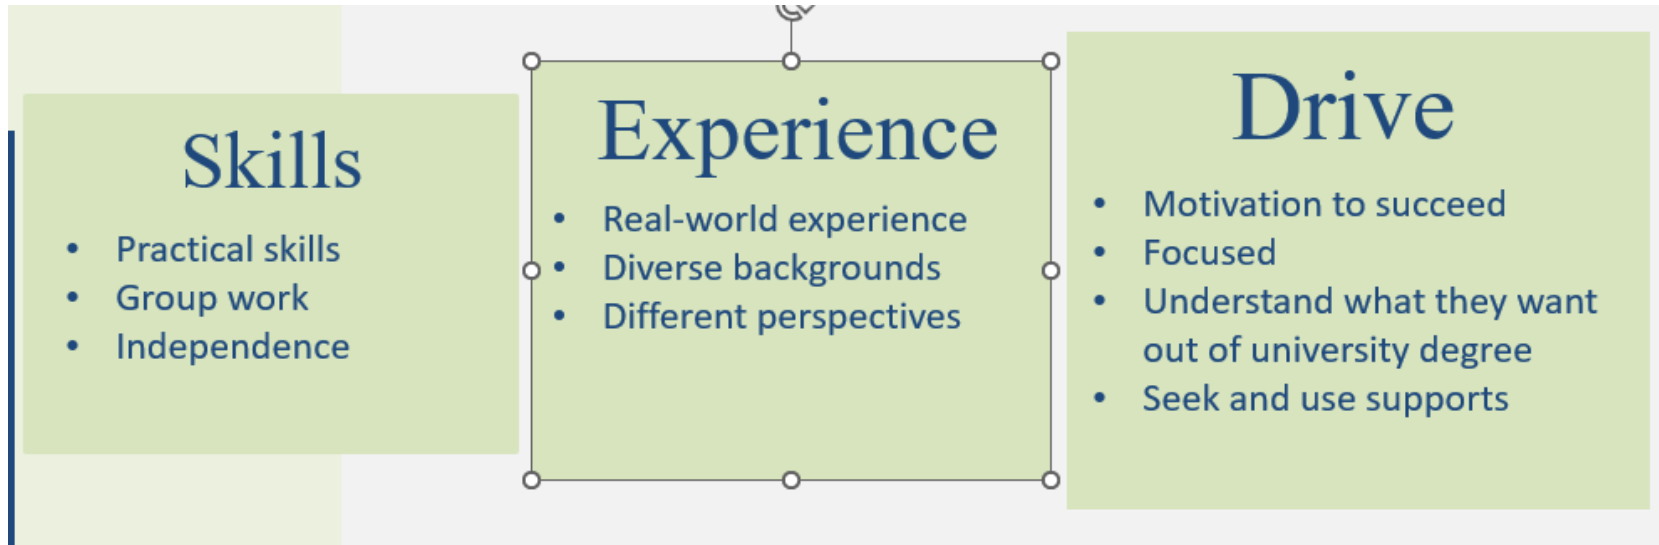 Skills
• Practical skills
• Group work
• Independence
Experience
• Real-world experience
• Diverse backgrounds
• Different perspectives
Drive
• Motivation to succeed
• Focused
• Understand what they want
out of university degree
• Seek and use supports